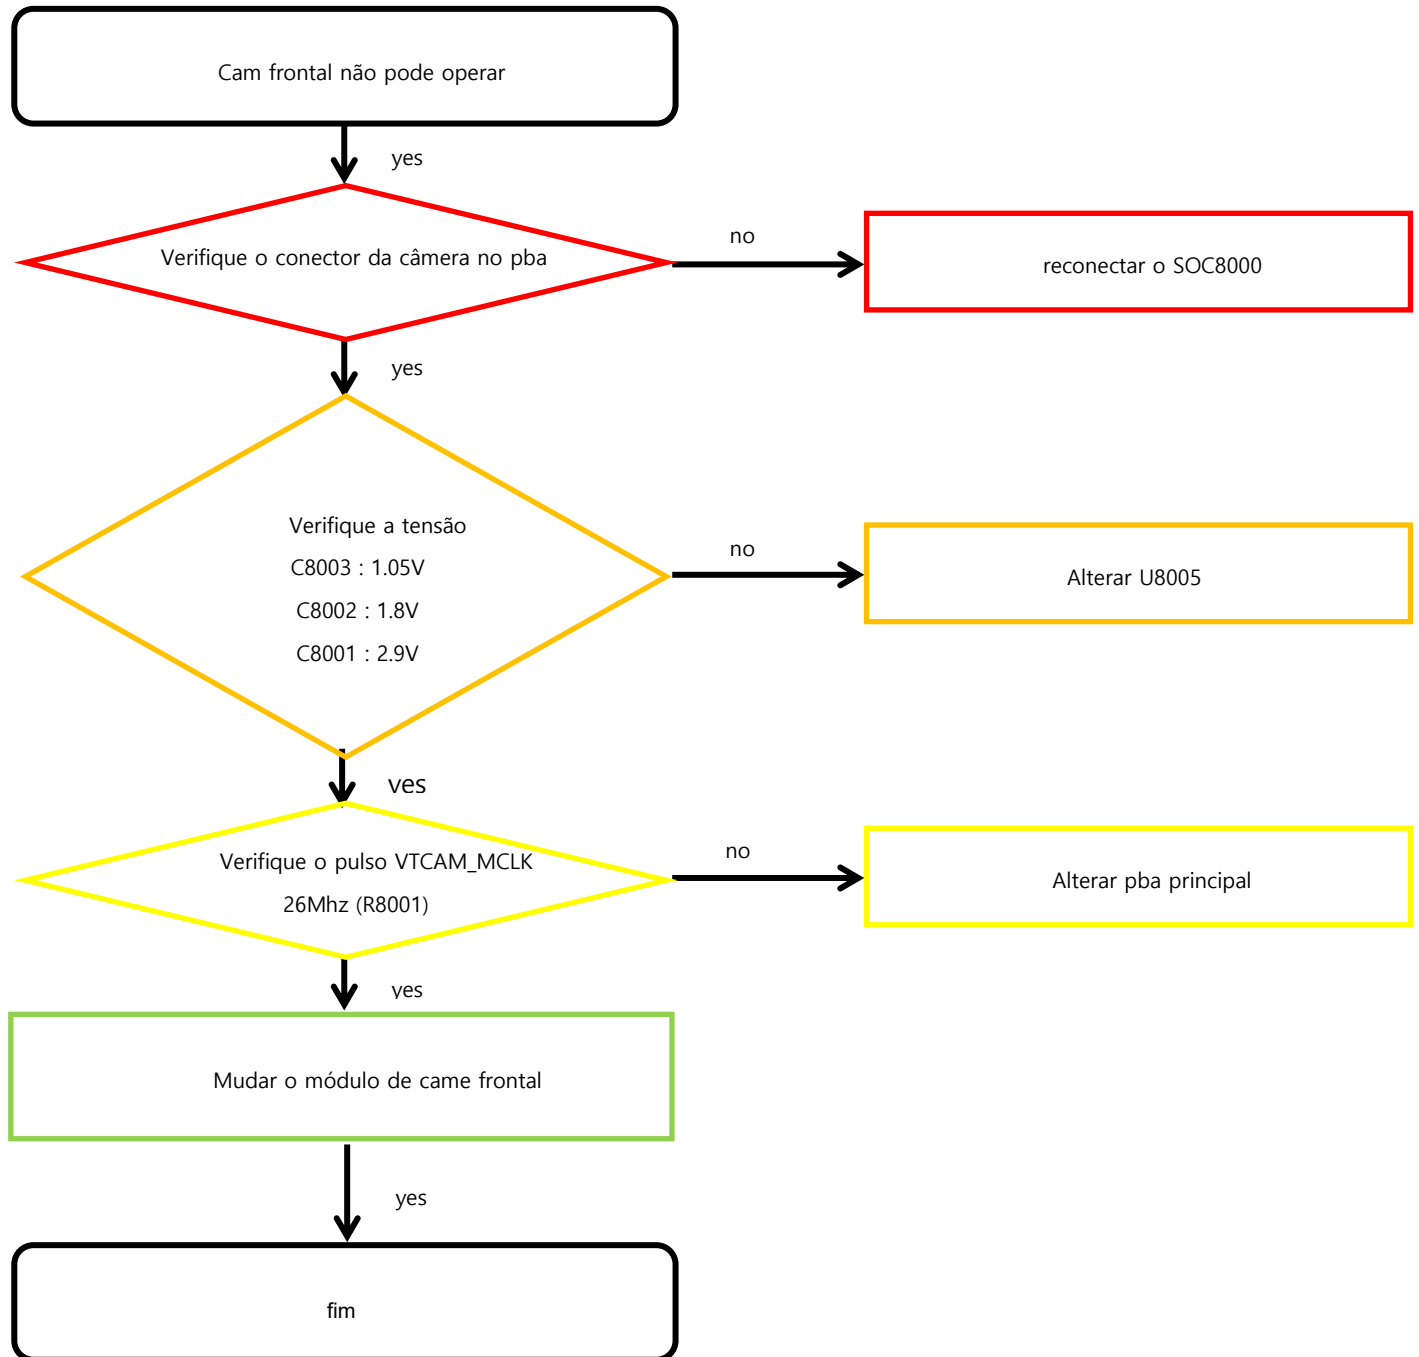 Cam frontal não pode operar
yes
Verifique o conector da câmera no pba
no
reconectar o SOC8000
yes
Verifique a tensão
C8003 : 1.05V
C8002 : 1.8V
C8001 : 2.9V
no
Alterar U8005
yes
Verifique o pulso VTCAM_MCLK
26Mhz (R8001)
no
Alterar pba principal
yes
Mudar o módulo de came frontal
yes
fim